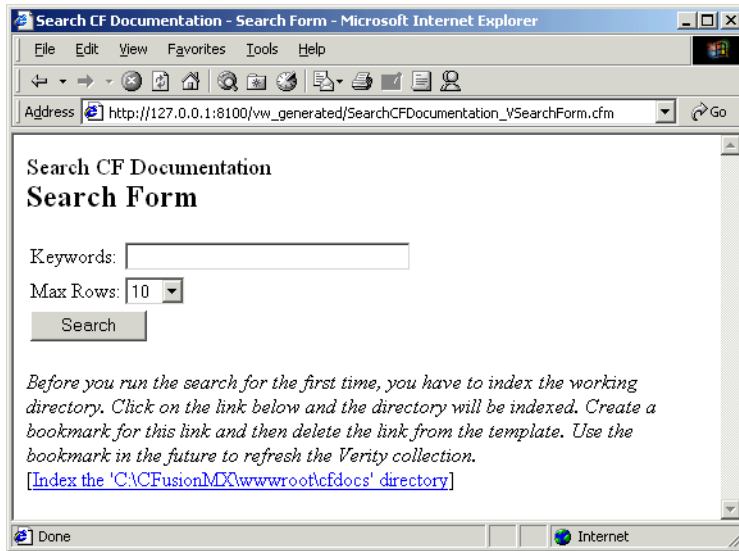 Search CF Documentation - Search Form - Microsoft Internet Explorer
File Edit View Favorites Tools Help
Address http://127.0.0.1:8100/vw_generated/SearchCFDocumentation_VSearchForm.cfm Go
Search CF Documentation
Search Form
Keywords:
Max Rows: 10
Search
Before you run the search for the first time, you have to index the working
directory. Click on the link below and the directory will be indexed. Create a
bookmark for this link and then delete the link from the template. Use the
bookmark in the future to refresh the Verity collection.
[Index the 'C:\CFusionMX\wwwroot\cfdocs' directory]
Done Internet